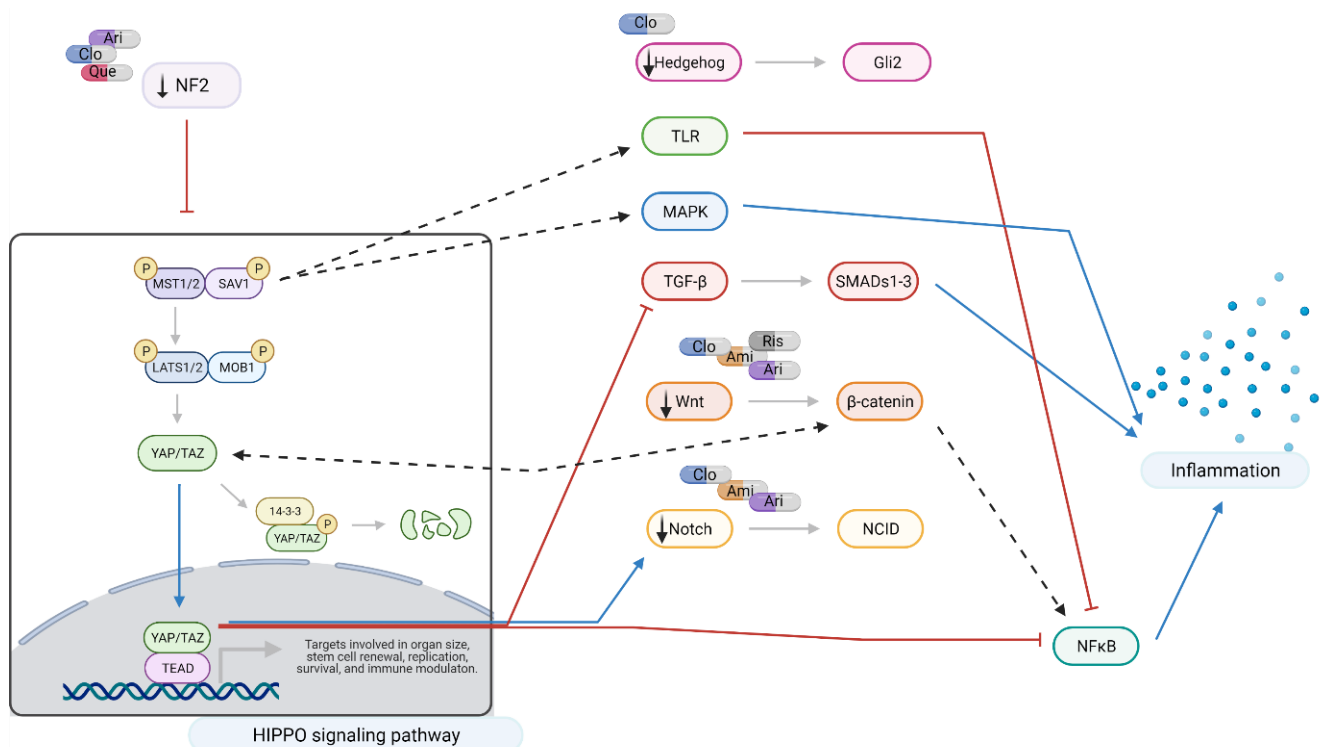 Ari
Clo
Que
NF2
Clo
Hedgehog
Gli2
TLR
MAPK
P
P
MST1/2
SAV1
TGF-β
SMADs1-3
P
P
LATS1/2
MOB1
Clo
Ris
Ami
Ari
Wnt
β-catenin
YAP/TAZ
Inflammation
Clo
Ami
Ari
14-3-3
P
YAP/TAZ
Notch
NCID
YAP/TAZ
TEAD
Targets involved in organ size,
stem cell renewal, replication,
survival, and immune modulaton.
NFκB
HIPPO signaling pathway